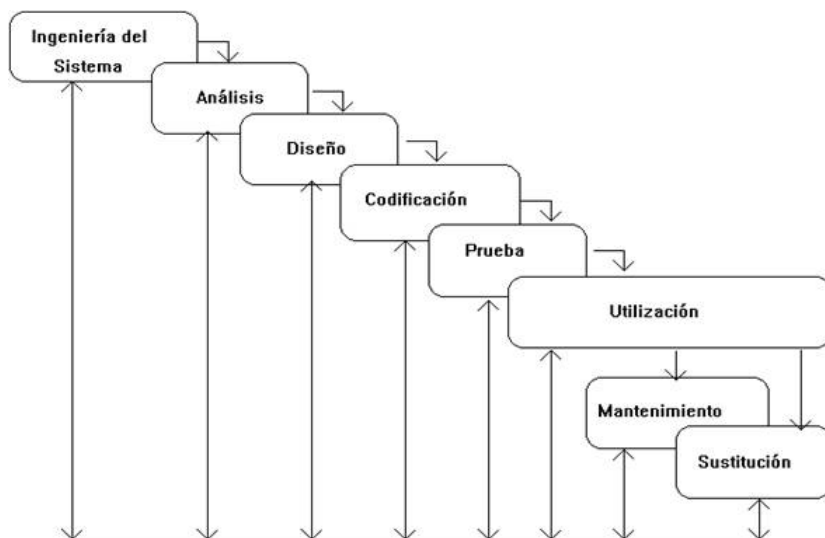 Ingeniería del
Sistema
Análisis
Diseño
Codificación
Prueba
Utilización
Mantenimiento
Sustitución